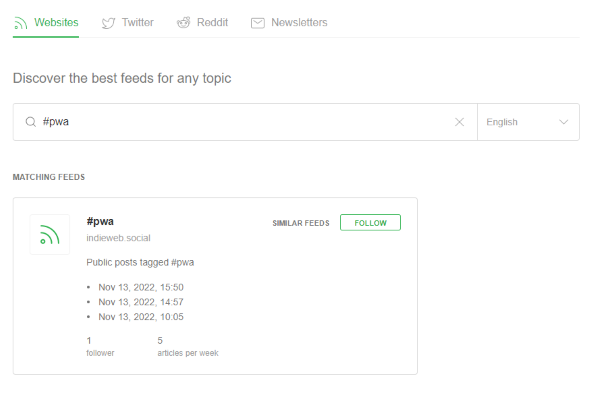 Websites Twitter Reddit Newsletters
Discover the best feeds for any topic
#pwa English
MATCHING FEEDS
#pwa SIMILAR FEEDS FOLLOW
indieweb.social
Public posts tagged #pwa
• Nov 13, 2022, 15:50
• Nov 13, 2022, 14:57
• Nov 13, 2022, 10:05
1 5
follower articles per week